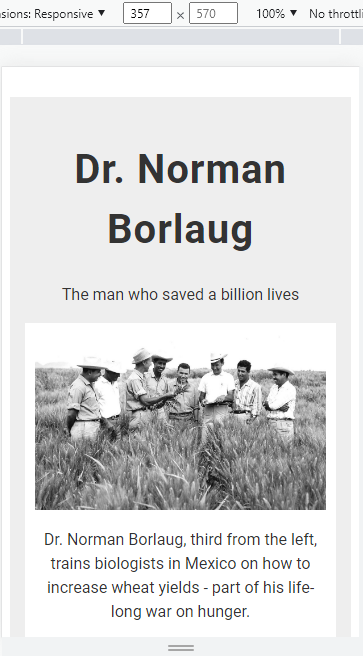 sions: Responsive ▼ 357 × 570 100% ▼ No throttli
Dr. Norman
Borlaug
The man who saved a billion lives
Dr. Norman Borlaug, third from the left,
trains biologists in Mexico on how to
increase wheat yields - part of his life-
long war on hunger.